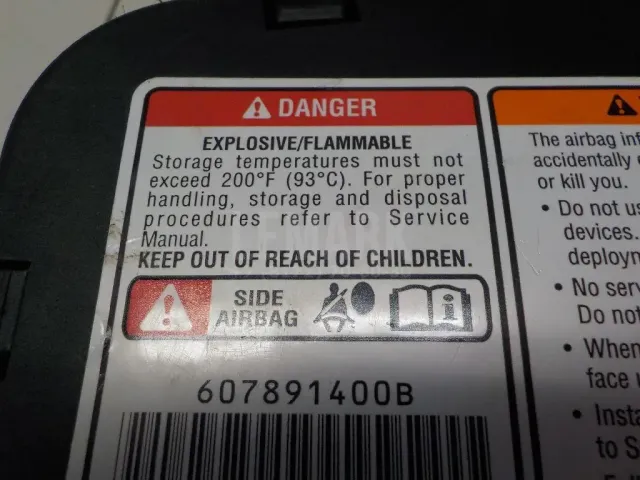 DANGER
EXPLOSIVE/FLAMMABLE
Storage temperatures must not
exceed 200°F (93°C). For proper
handling, storage and disposal
procedures refer to Service
Manual.
KEEP OUT OF REACH OF CHILDREN.
SIDE
AIRBAG
607891400B
The airbag
accidentally
or kill you.
• Do not
devices.
• No
Do not
• When
face
•
to